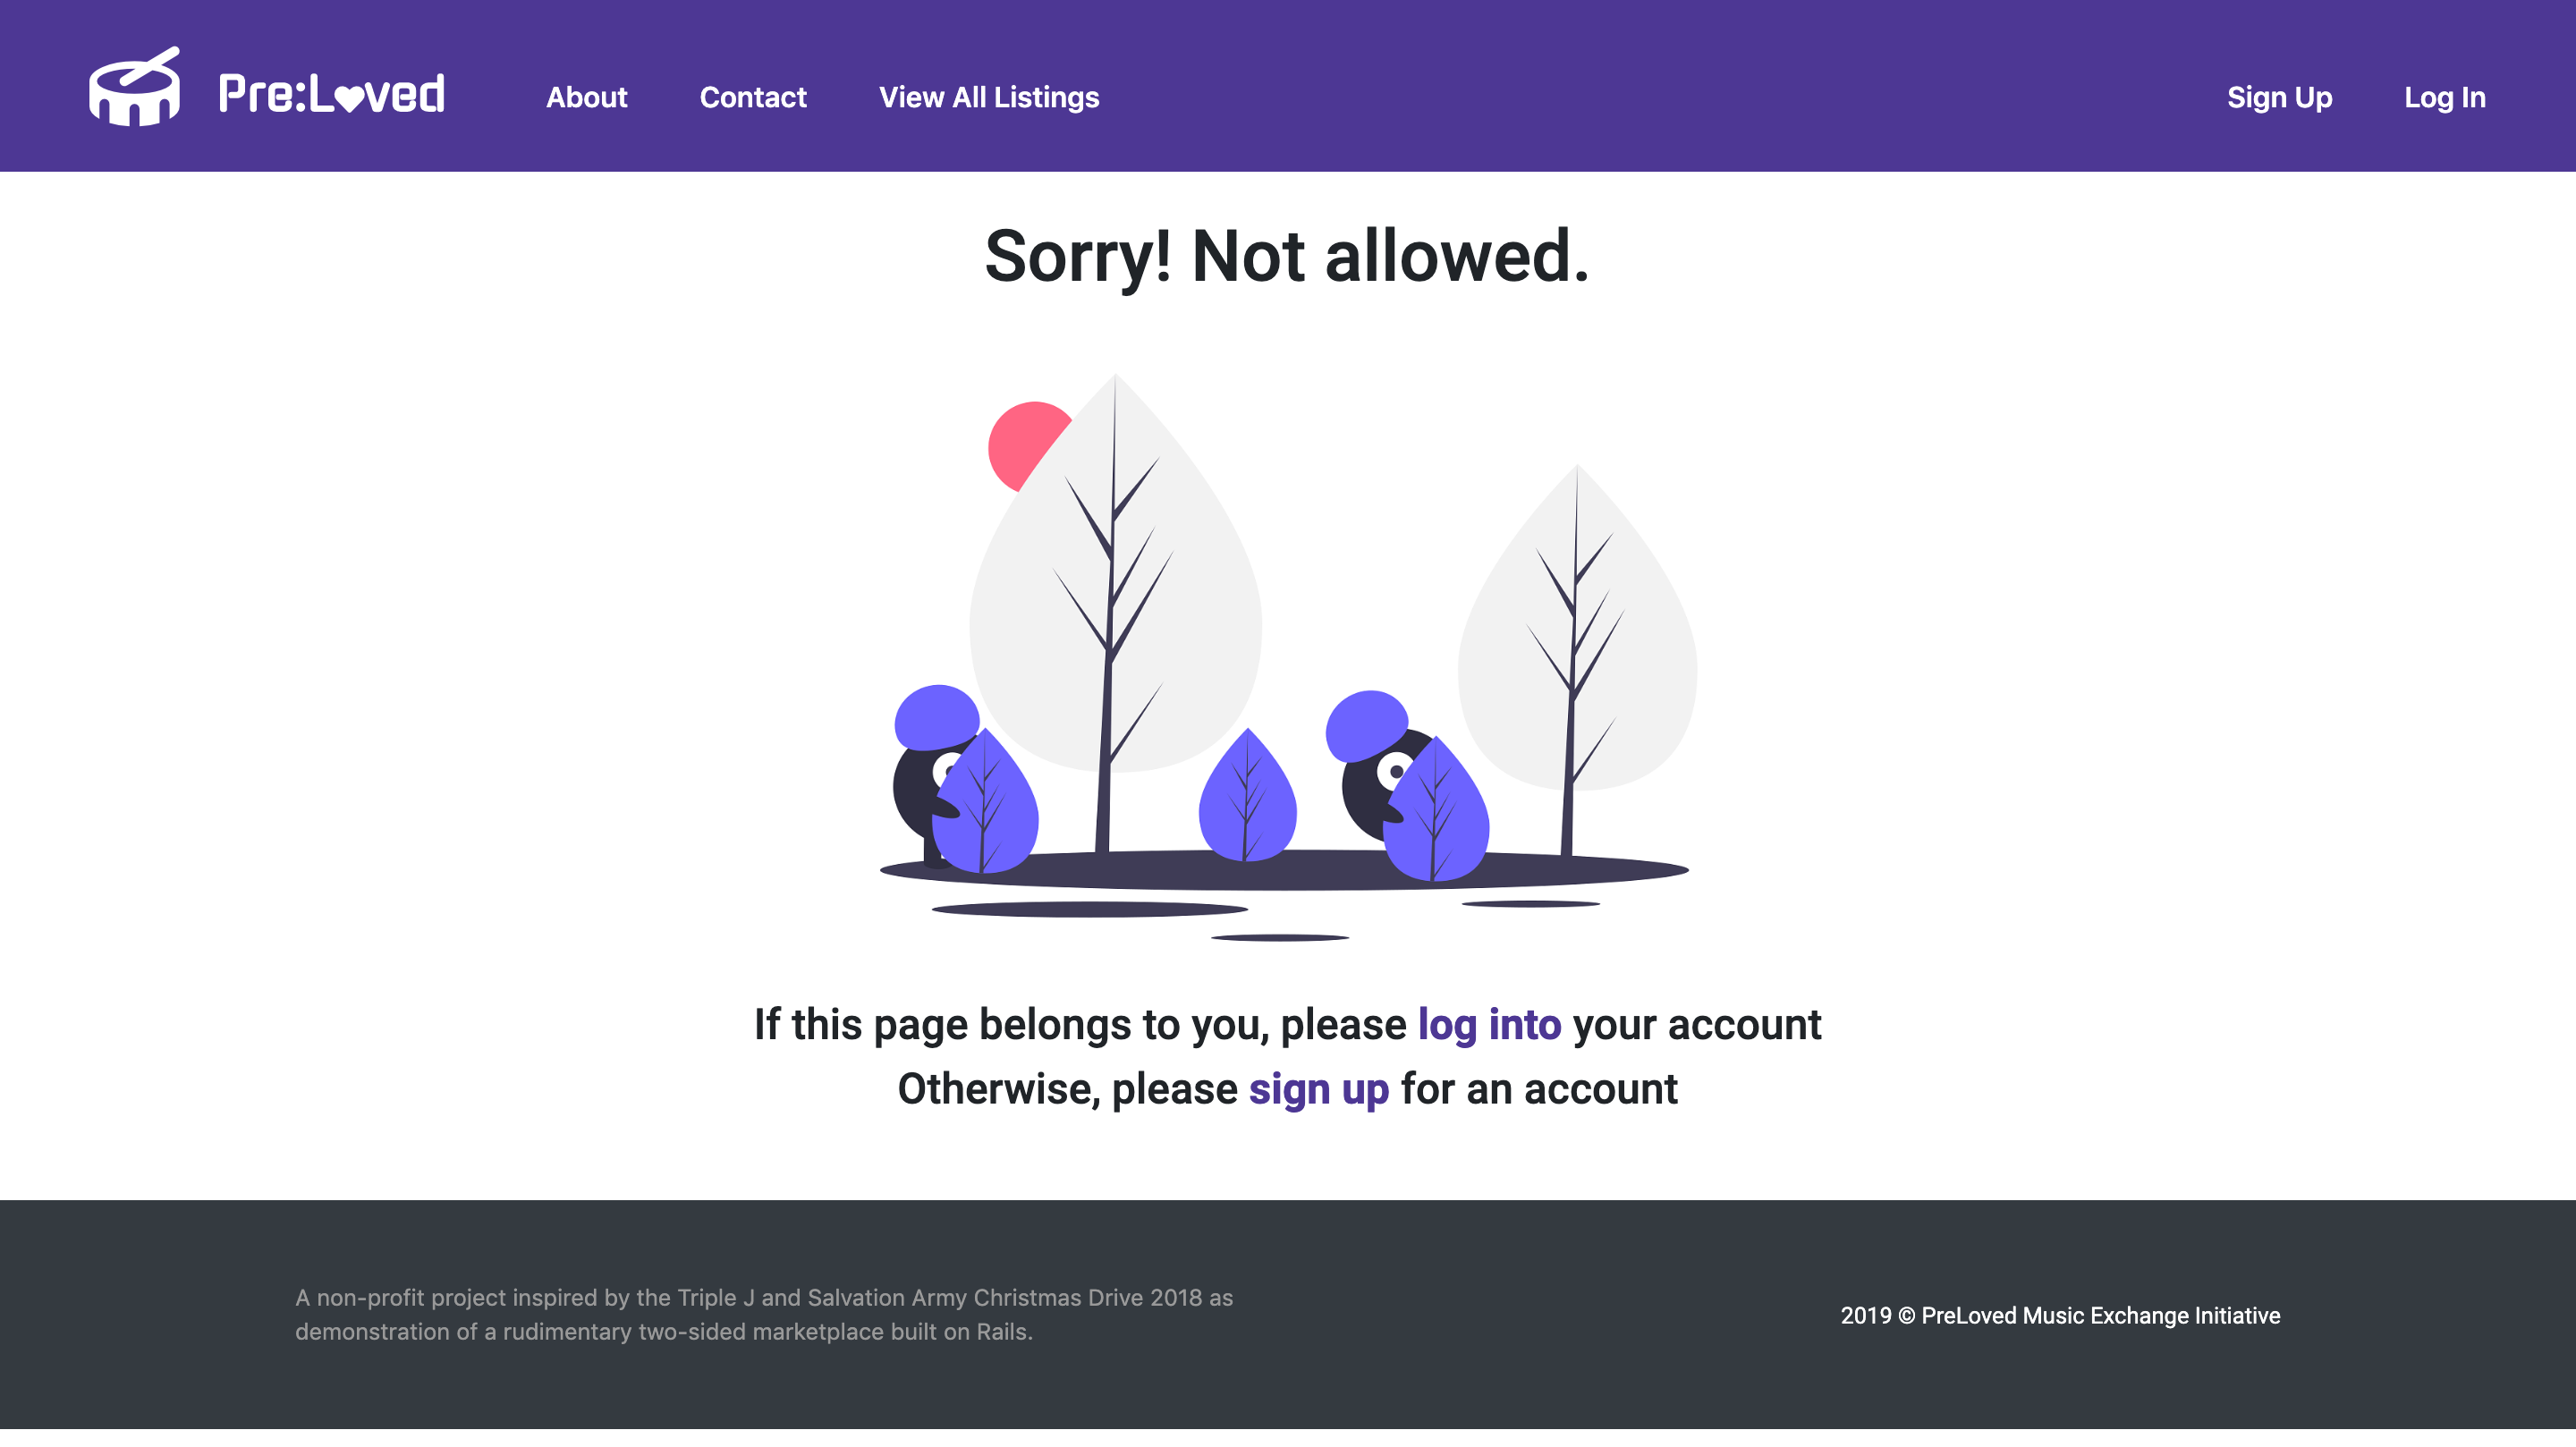 Pre:Loved
About
Contact
View All Listings
Sign Up
Log In
Sorry! Not allowed.
If this page belongs to you, please log into your account
Otherwise, please sign up for an account
A non-profit project inspired by the Triple J and Salvation Army Christmas Drive 2018 as
demonstration of a rudimentary two-sided marketplace built on Rails.
2019 © PreLoved Music Exchange Initiative